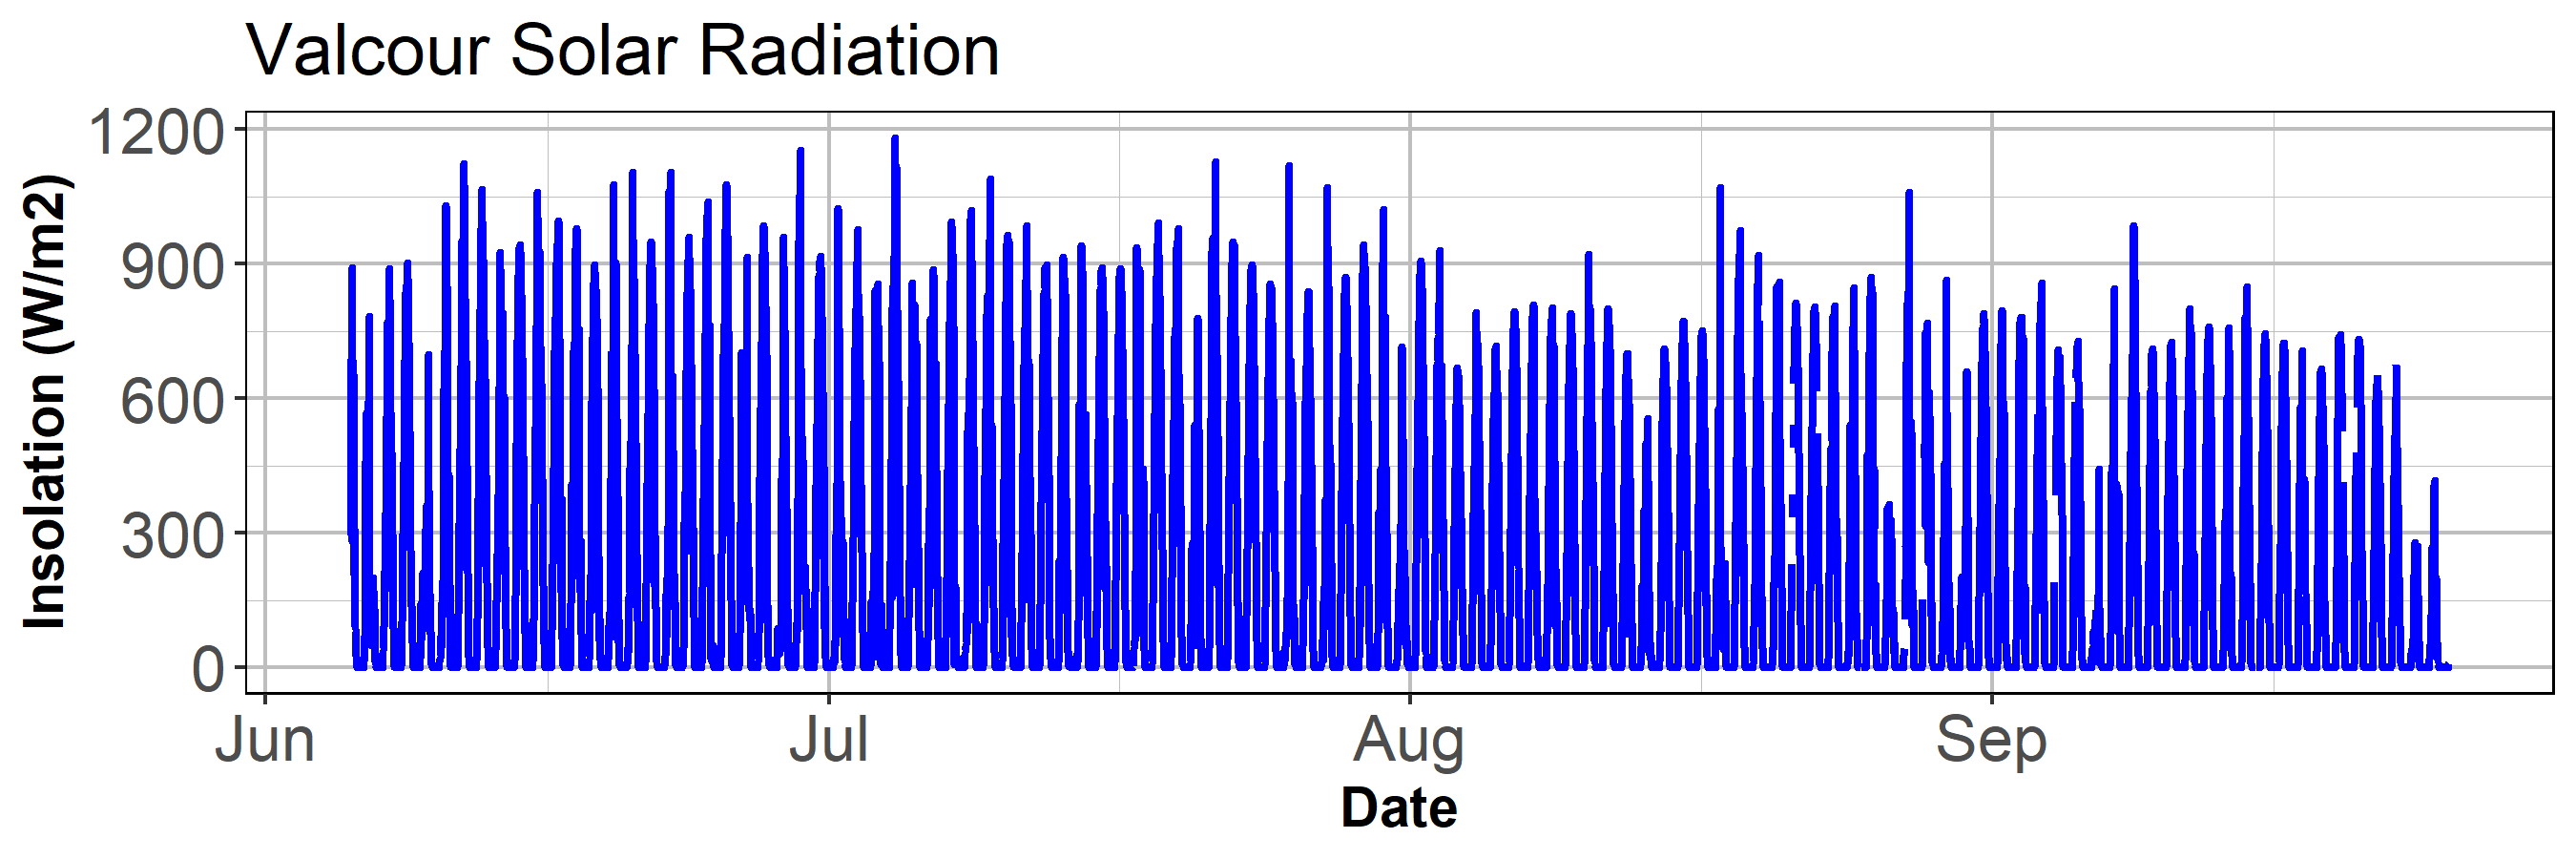 Valcour Solar Radiation
1200
900
600
300
0
Insolation (W/m2)
Jun Jul Aug Sep
Date